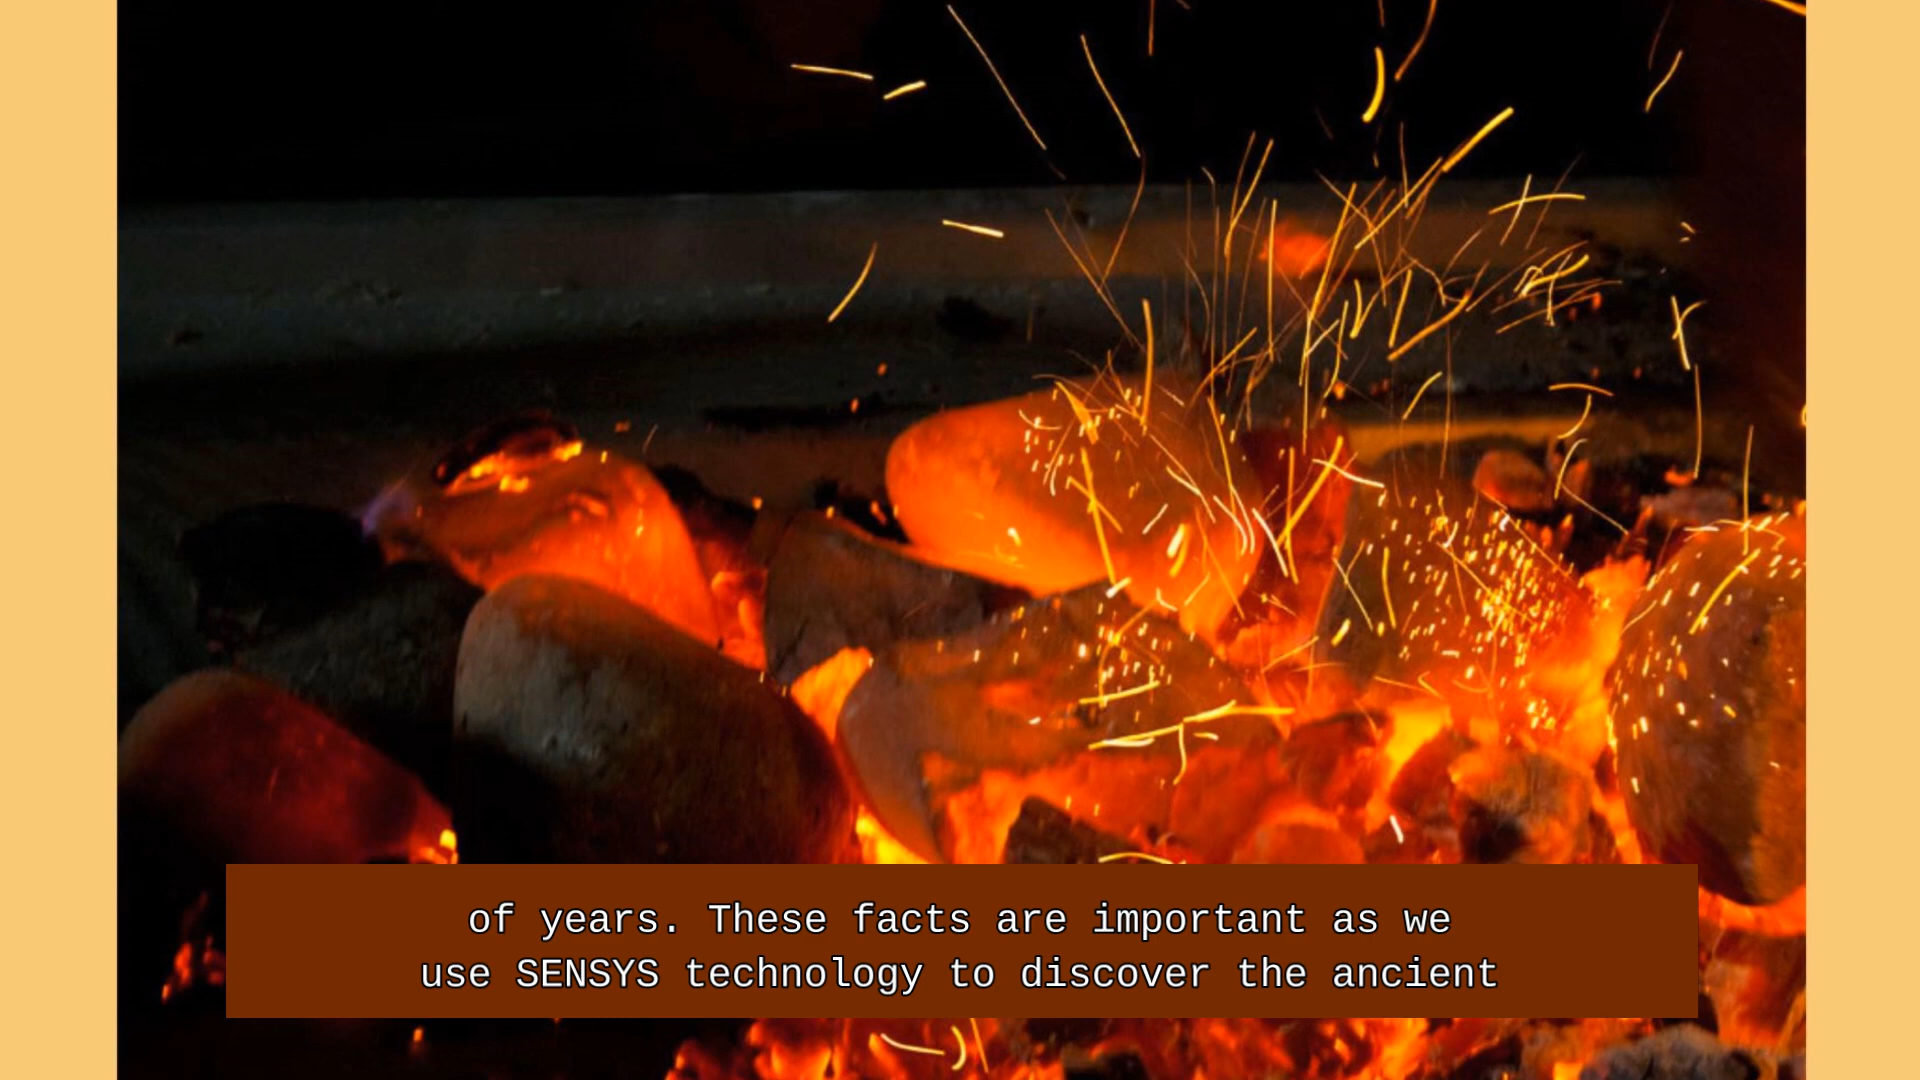 of years. These facts are important as we
use SENSYS technology to discover the ancient